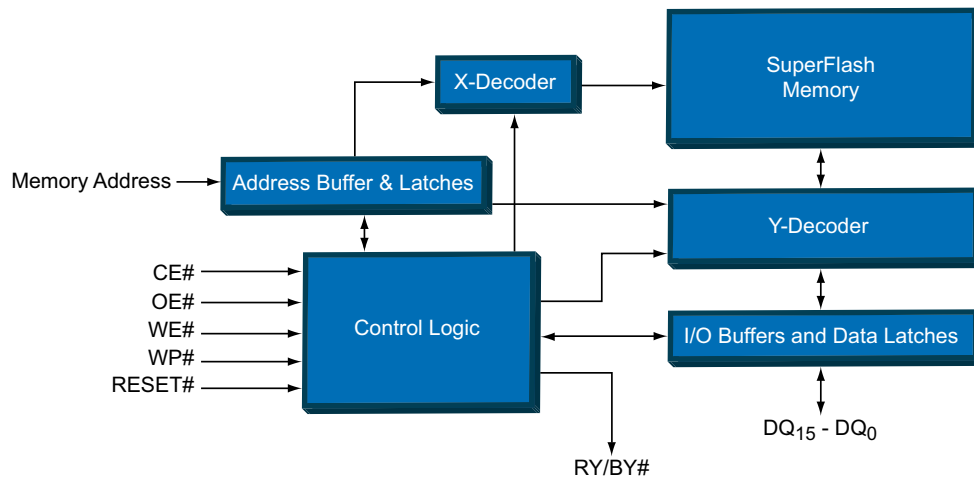 SuperFlash
Memory
X-Decoder
Memory Address
Address Buffer & Latches
Y-Decoder
CE#
OE#
WE#
WP#
RESET#
Control Logic
I/O Buffers and Data Latches
DQ15 - DQ0
RY/BY#